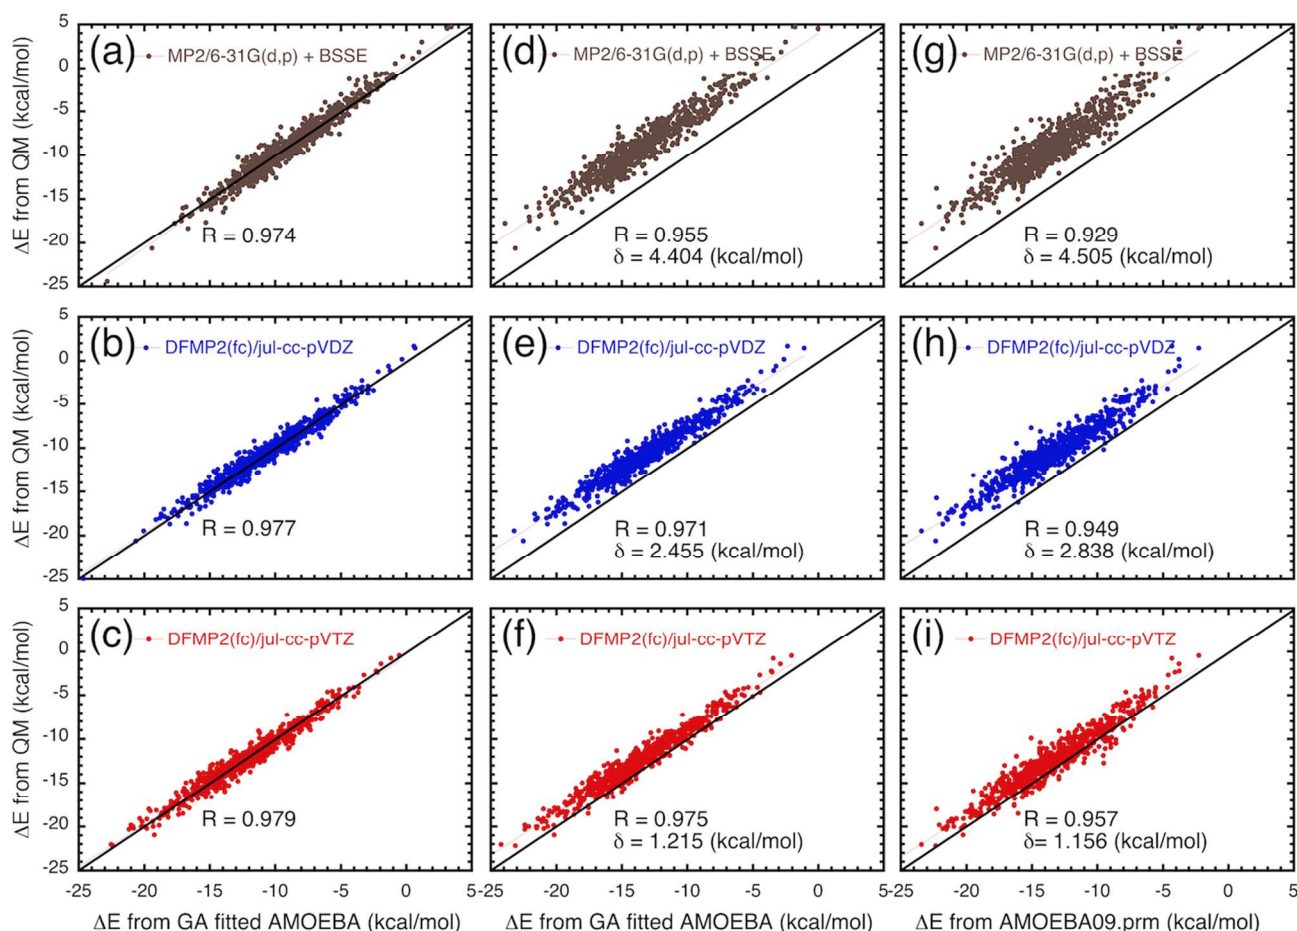 (a) MP2/6-31G(d,p) + BSSE
(d) MP2/6-31G(d,p) + BSSE
(g) MP2/6-31G(d,p) + BSSE
5
0
-5
-10
-15
-20
-25
ΔE from QM (kcal/mol)
R = 0.974
R = 0.955
δ = 4.404 (kcal/mol)
R = 0.929
δ = 4.505 (kcal/mol)
(b) DFMP2(fc)/jul-cc-pVDZ
(e) DFMP2(fc)/jul-cc-pVDZ
(h) DFMP2(fc)/jul-cc-pVDZ
5
0
-5
-10
-15
-20
-25
ΔE from QM (kcal/mol)
R = 0.977
R = 0.971
δ = 2.455 (kcal/mol)
R = 0.949
δ = 2.838 (kcal/mol)
(c) DFMP2(fc)/jul-cc-pVTZ
(f) DFMP2(fc)/jul-cc-pVTZ
(i) DFMP2(fc)/jul-cc-pVTZ
5
0
-5
-10
-15
-20
-25
ΔE from QM (kcal/mol)
R = 0.979
R = 0.975
δ = 1.215 (kcal/mol)
R = 0.957
δ= 1.156 (kcal/mol)
-25 -20 -15 -10 -5 0 5
-20 -15 -10 -5 0 5
-20 -15 -10 -5 0 5
ΔE from GA fitted AMOEBA (kcal/mol)
ΔE from GA fitted AMOEBA (kcal/mol)
ΔE from AMOEBA09.prm (kcal/mol)